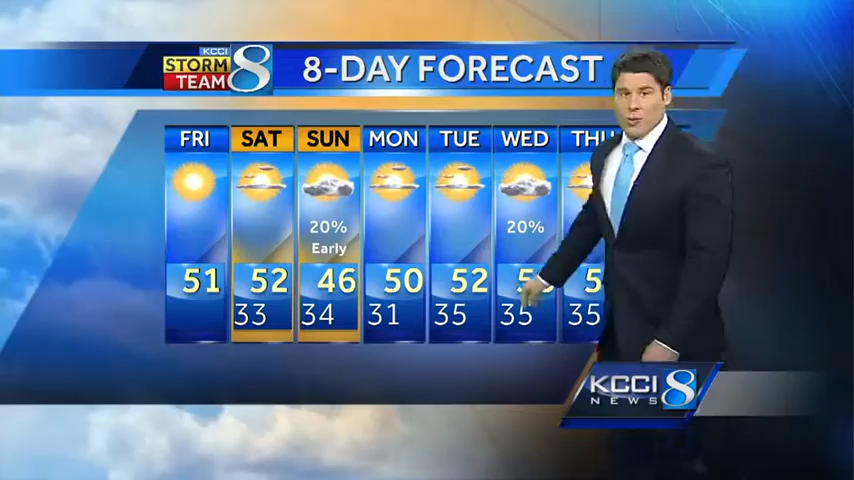 KCCI
STORM
TEAM
8
8-DAY FORECAST
FRI SAT SUN MON TUE WED
20% 20%
Early
51 52 46 50 52
33 34 31 35 35 35
KCCI 8
NEWS